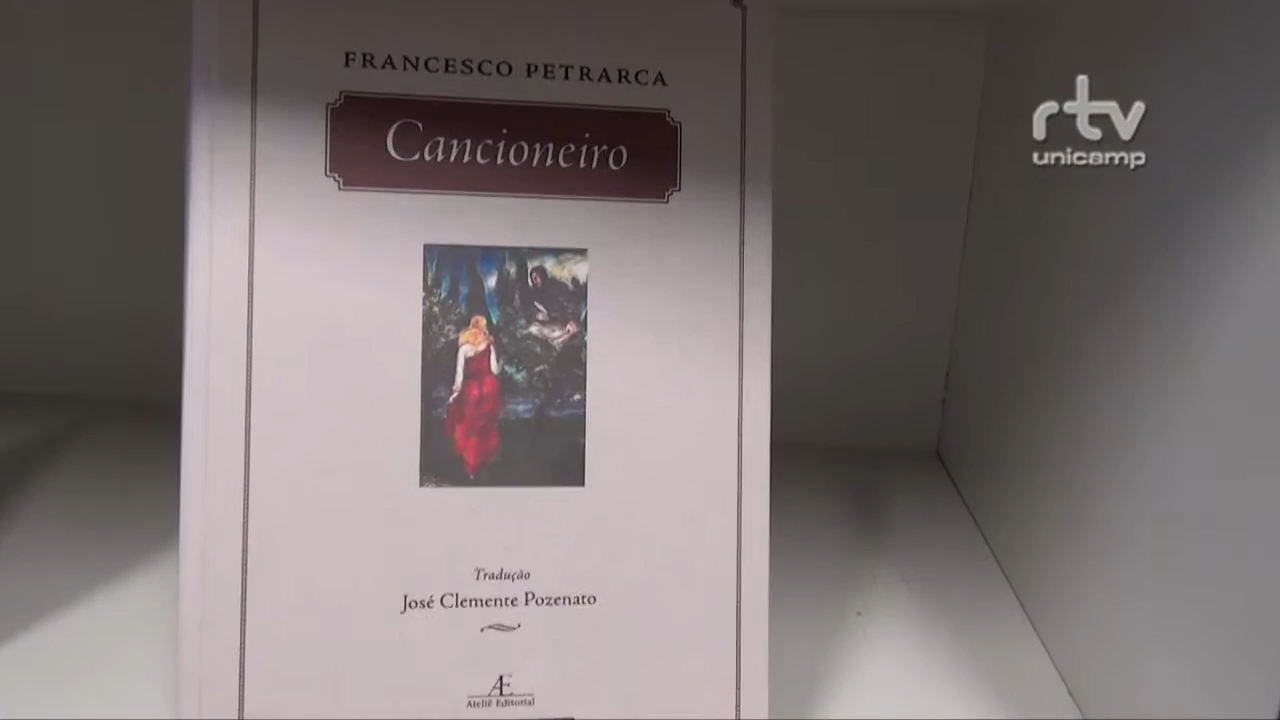 FRANCESCO PETRARCA
Cancioneiro
Tradução
José Clemente Pozenato
Æ
Ateliê Editorial
rtv
unicamp